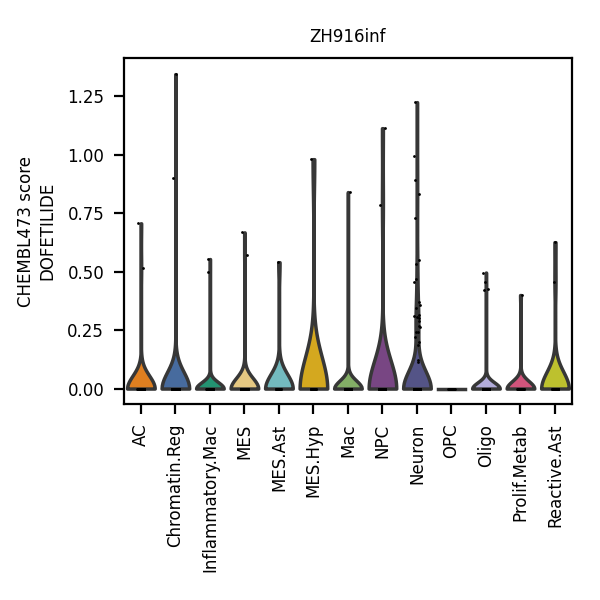 ZH916inf
CHEMBL473 score
DOFETILIDE
1.25
1.00
0.75
0.50
0.25
0.00
AC
Chromatin.Reg
Inflammatory.Mac
MES
MES.Ast
MES.Hyp
Mac
NPC
Neuron
OPC
Oligo
Prolif.Metab
Reactive.Ast